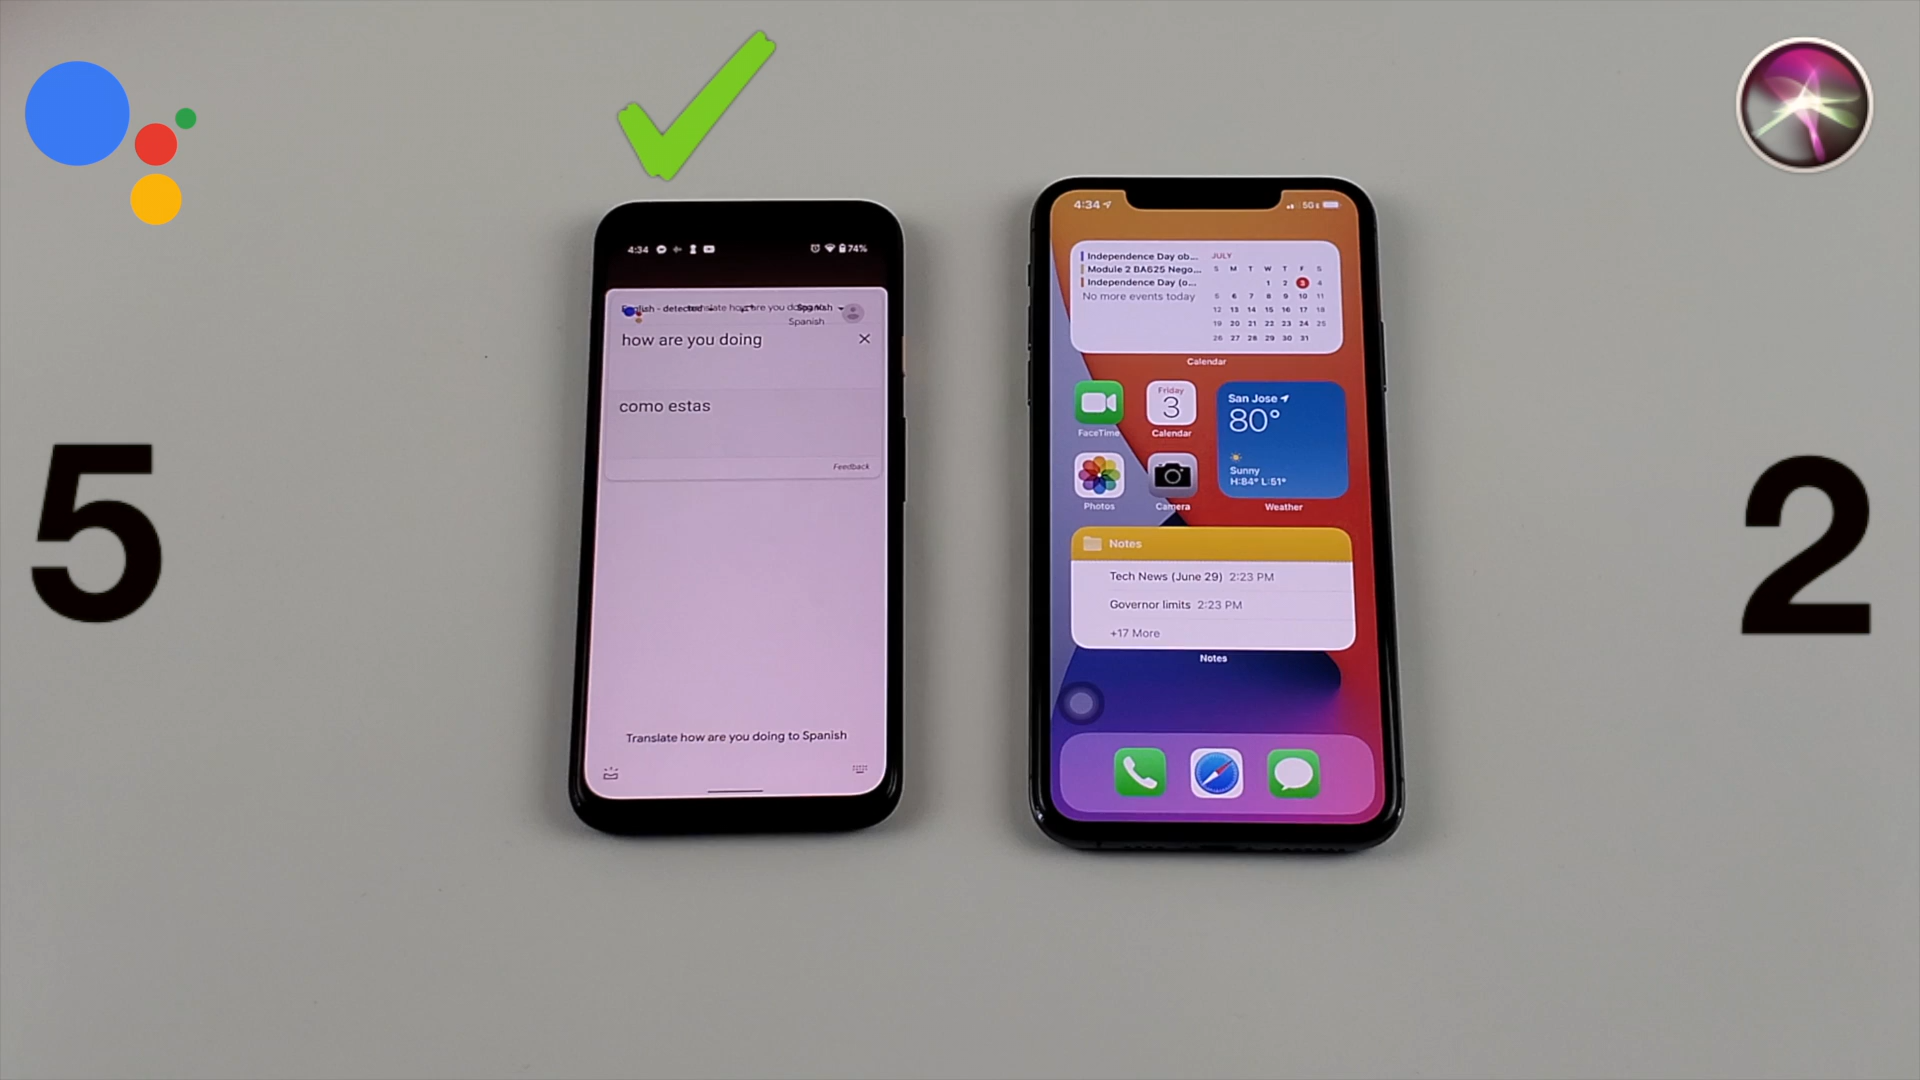 5
4:34
74%
English - detected
Spanish
how are you doing
como estas
Feedback
Translate how are you doing to Spanish
4:34
5G
Independence Day ob...
Module 2 BA625 Nego...
Independence Day (o...
No more events today
JULY
S M T W T F S
1 2 3 4
5 6 7 8 9 10 11
12 13 14 15 16 17 18
19 20 21 22 23 24 25
26 27 28 29 30 31
Calendar
FaceTime
Friday
3
Calendar
San Jose
80°
Sunny
H:84° L:51°
Photos
Camera
Weather
Notes
Tech News (June 29) 2:23 PM
Governor limits 2:23 PM
+17 More
Notes
2